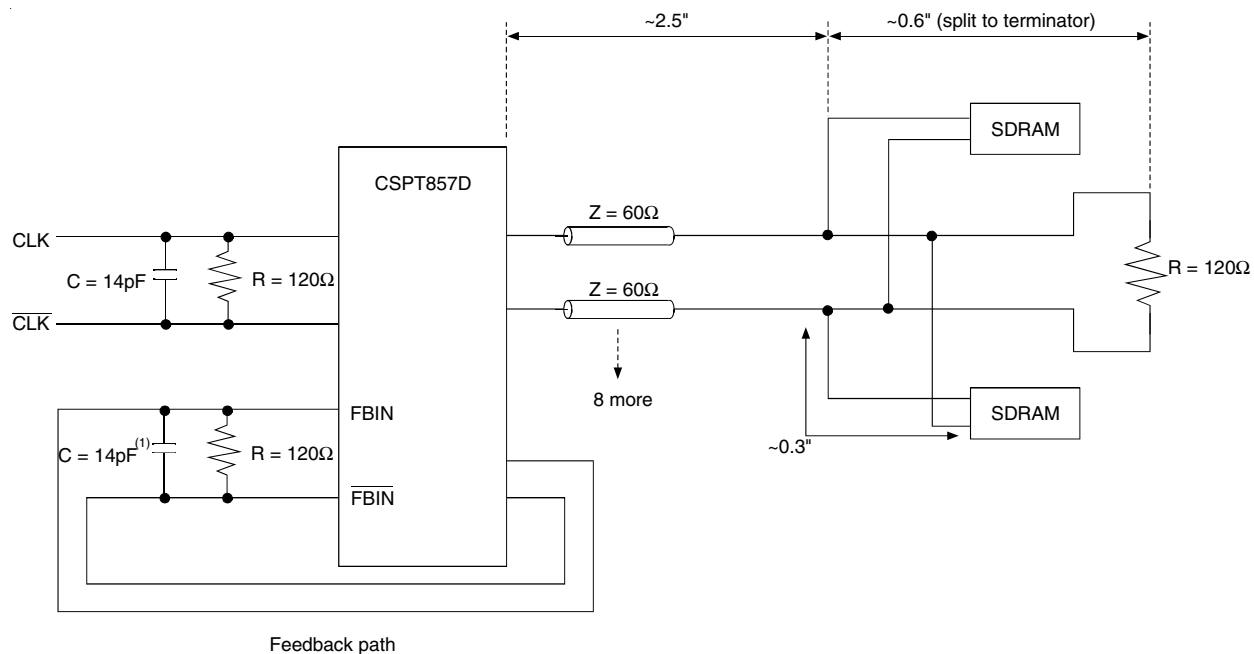 ~2.5"
~0.6" (split to terminator)
SDRAM
CSPT857D
Z = 60Ω
CLK
C = 14pF
R = 120Ω
R = 120Ω
CLK
Z = 60Ω
8 more
SDRAM
FBIN
~0.3"
C = 14pF(1)
R = 120Ω
FBIN
Feedback path